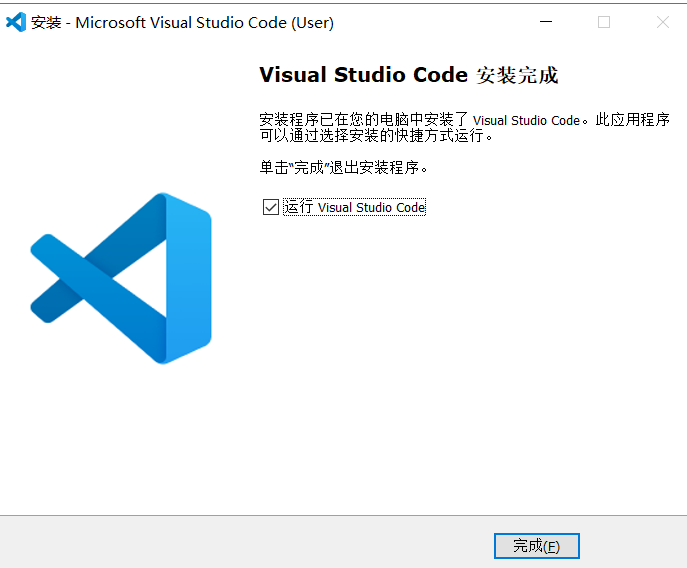 安装 - Microsoft Visual Studio Code (User)
Visual Studio Code 安装完成
安装程序已在您的电脑中安装了 Visual Studio Code。此应用程序
可以通过选择安装的快捷方式运行。
单击“完成”退出安装程序。
运行 Visual Studio Code
完成(F)